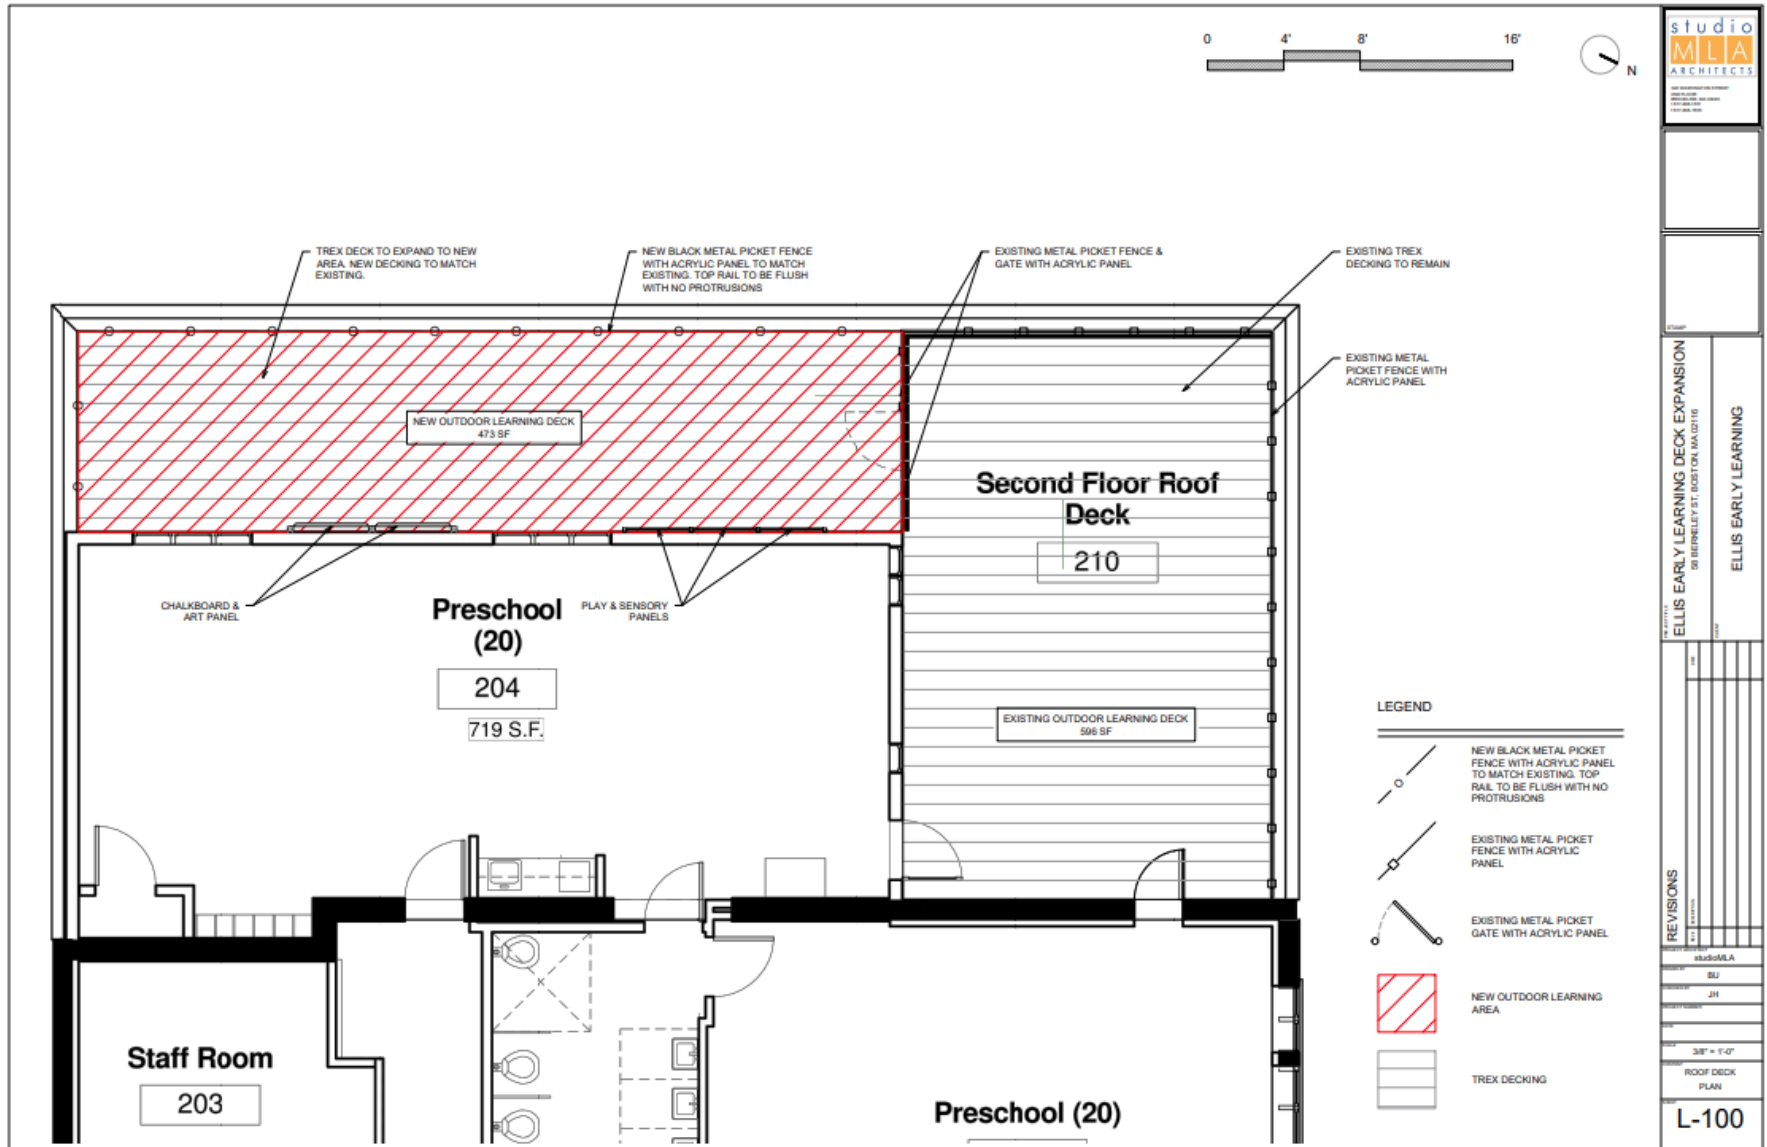 0 4' 8' 16'
N
studio
MLA
ARCHITECTS
TREX DECK TO EXPAND TO NEW
AREA. NEW DECKING TO MATCH
EXISTING.
NEW BLACK METAL PICKET FENCE
WITH ACRYLIC PANEL TO MATCH
EXISTING. TOP RAIL TO BE FLUSH
WITH NO PROTRUSIONS
EXISTING METAL PICKET FENCE &
GATE WITH ACRYLIC PANEL
EXISTING TREX
DECKING TO REMAIN
EXISTING METAL
PICKET FENCE WITH
ACRYLIC PANEL
NEW OUTDOOR LEARNING DECK
473 SF
Second Floor Roof
Deck
210
EXISTING OUTDOOR LEARNING DECK
596 SF
CHALKBOARD &
ART PANEL
Preschool
(20)
204
719 S.F.
PLAY & SENSORY
PANELS
Staff Room
203
Preschool (20)
LEGEND
NEW BLACK METAL PICKET
FENCE WITH ACRYLIC PANEL
TO MATCH EXISTING. TOP
RAIL TO BE FLUSH WITH NO
PROTRUSIONS
EXISTING METAL PICKET
FENCE WITH ACRYLIC
PANEL
EXISTING METAL PICKET
GATE WITH ACRYLIC PANEL
NEW OUTDOOR LEARNING
AREA
TREX DECKING
STAMP
ELLIS EARLY LEARNING DECK EXPANSION
58 BERKELEY ST, BOSTON, MA 02116
ELLIS EARLY LEARNING
REVISIONS
studioMLA
BU
JH
3/8" = 1'-0"
ROOF DECK
PLAN
L-100